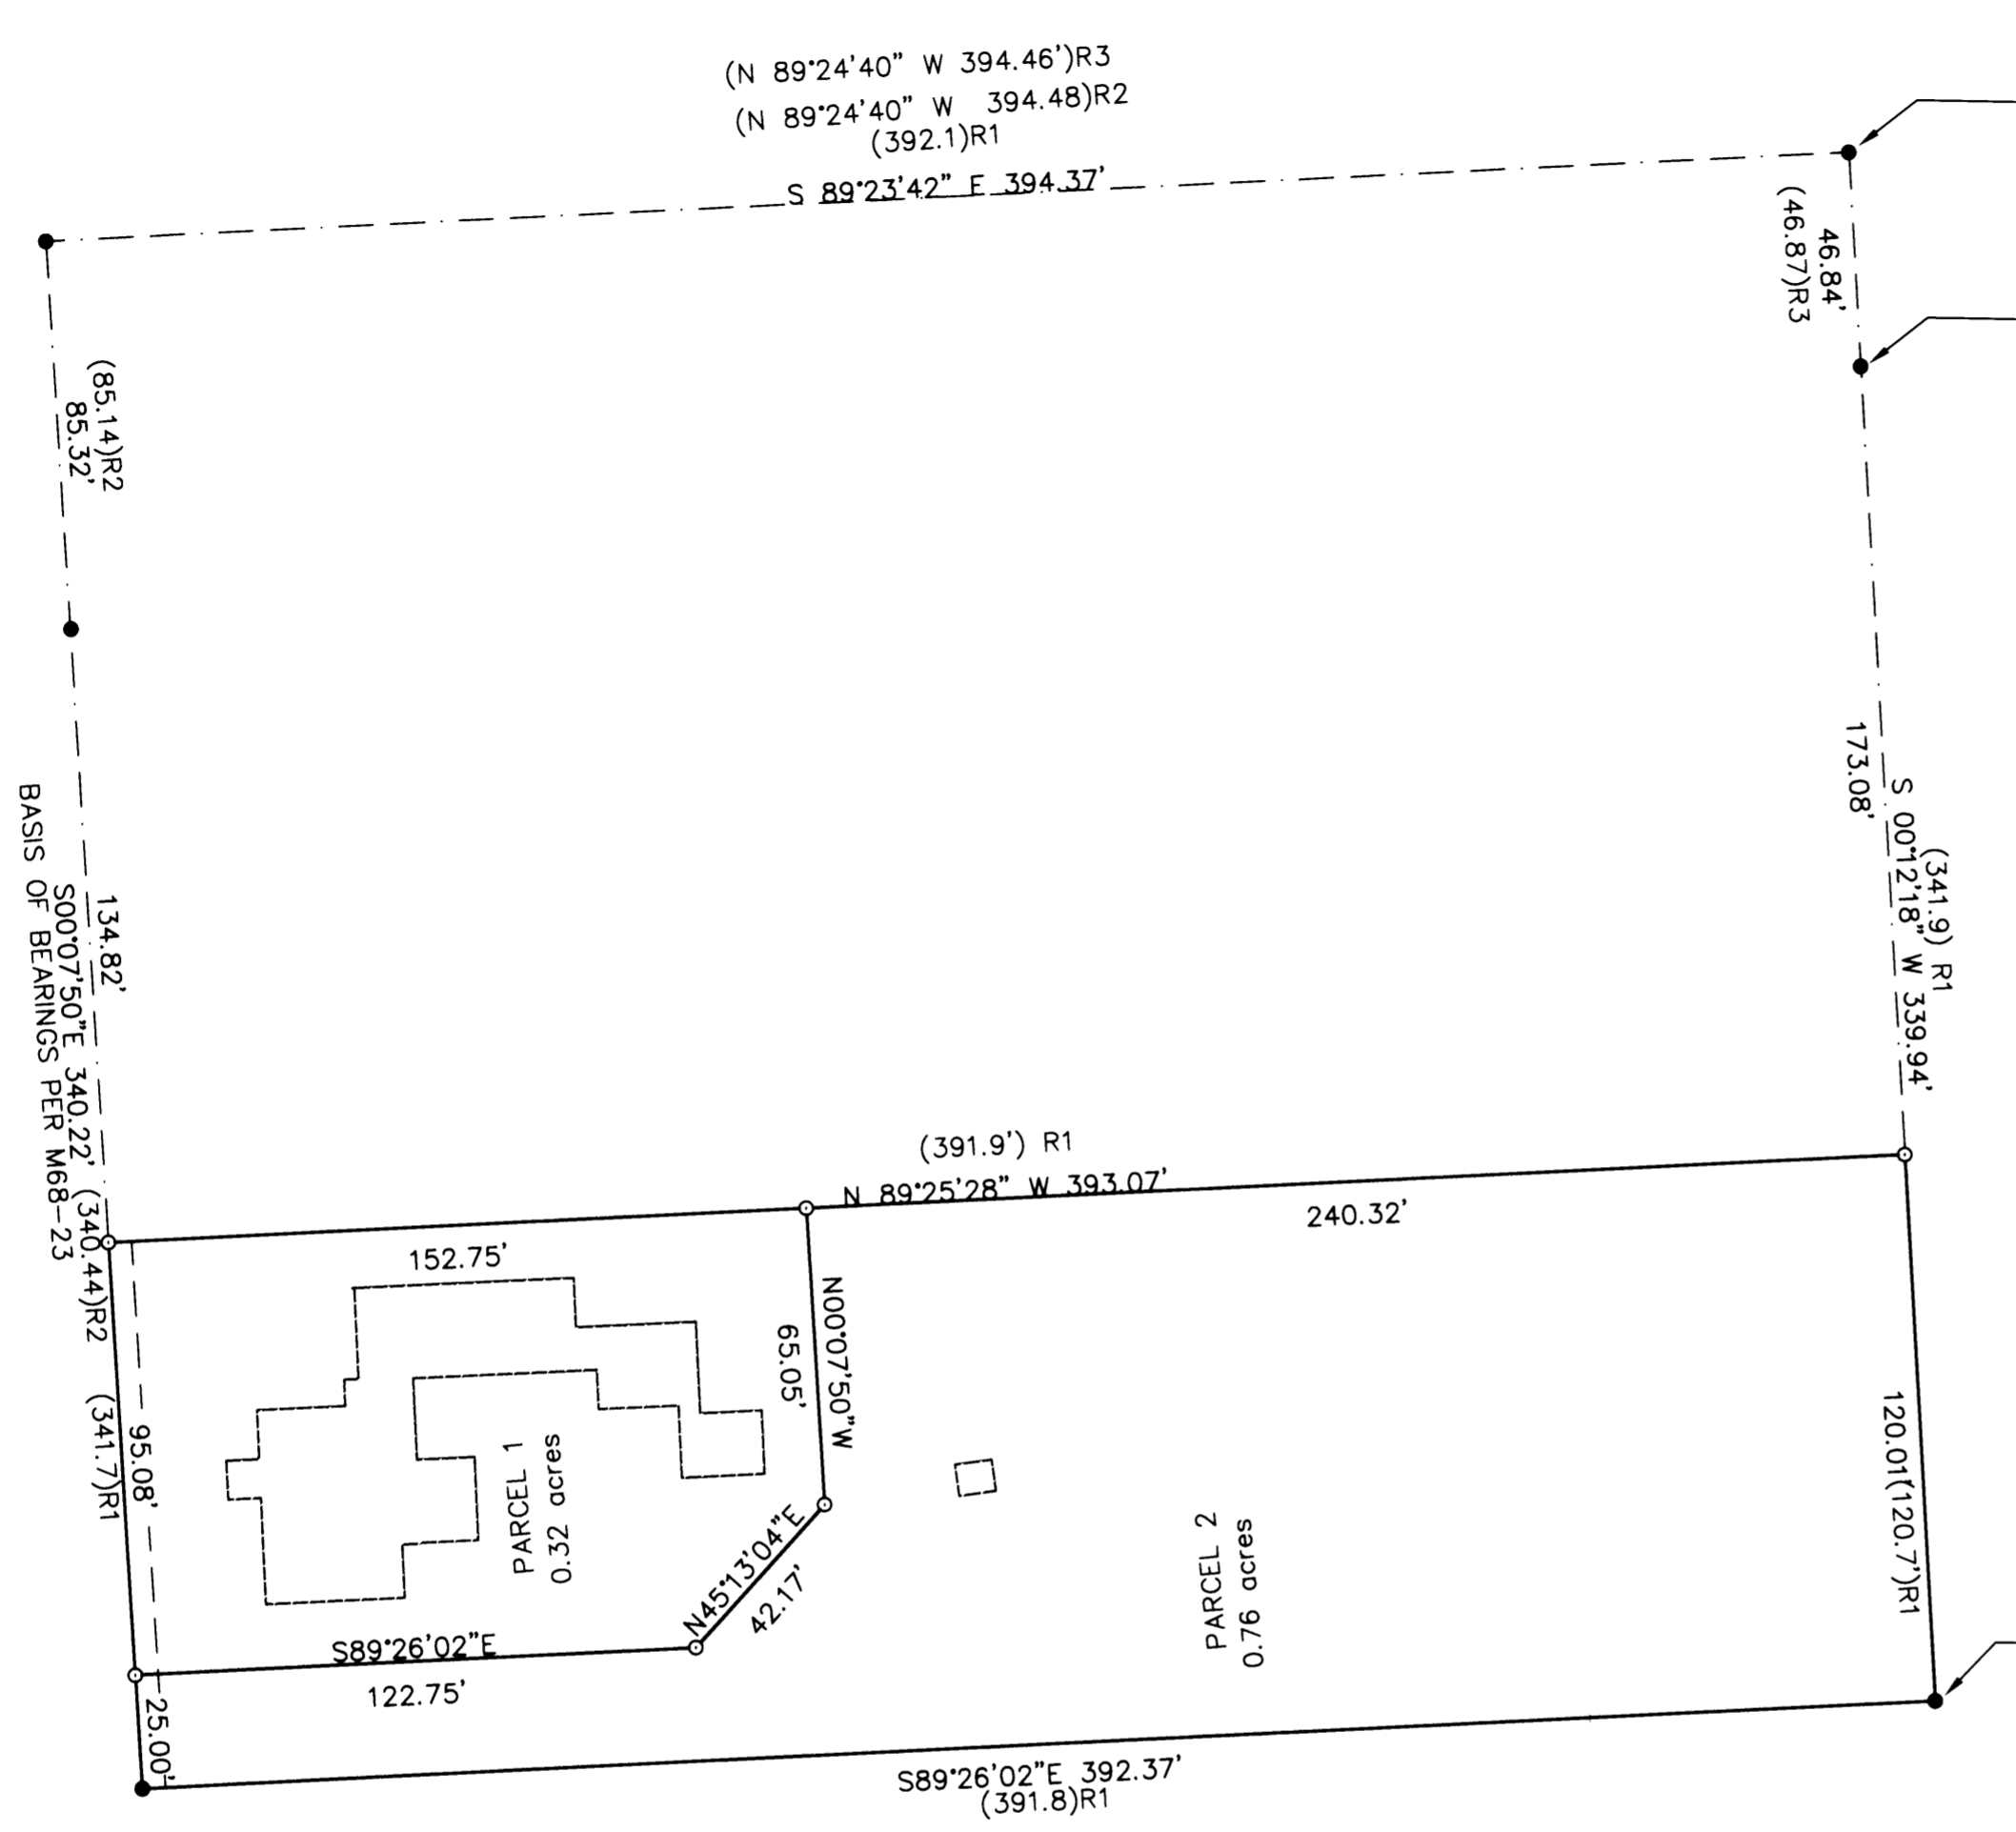 (N 89°24'40" W 394.46')R3
(N 89°24'40" W 394.48)R2
(392.1)R1
S 89°23'42" E 394.37'
46.84'
(46.87)R3
(85.14)R2
85.32'
173.08'
(341.9) R1
S 00°12'18" W 339.94'
134.82'
S00°07'50"E 340.22' (340.44)R2 (341.7)R1
BASIS OF BEARINGS PER M68-23
(391.9') R1
N 89°25'28" W 393.07'
152.75'
240.32'
N00°07'50"W
65.05'
95.08'
120.01'(120.7')R1
PARCEL 1
0.32 acres
PARCEL 2
0.76 acres
N45°13'04"E
42.17'
S89°26'02"E
122.75'
25.00'
S89°26'02"E 392.37'
(391.8)R1